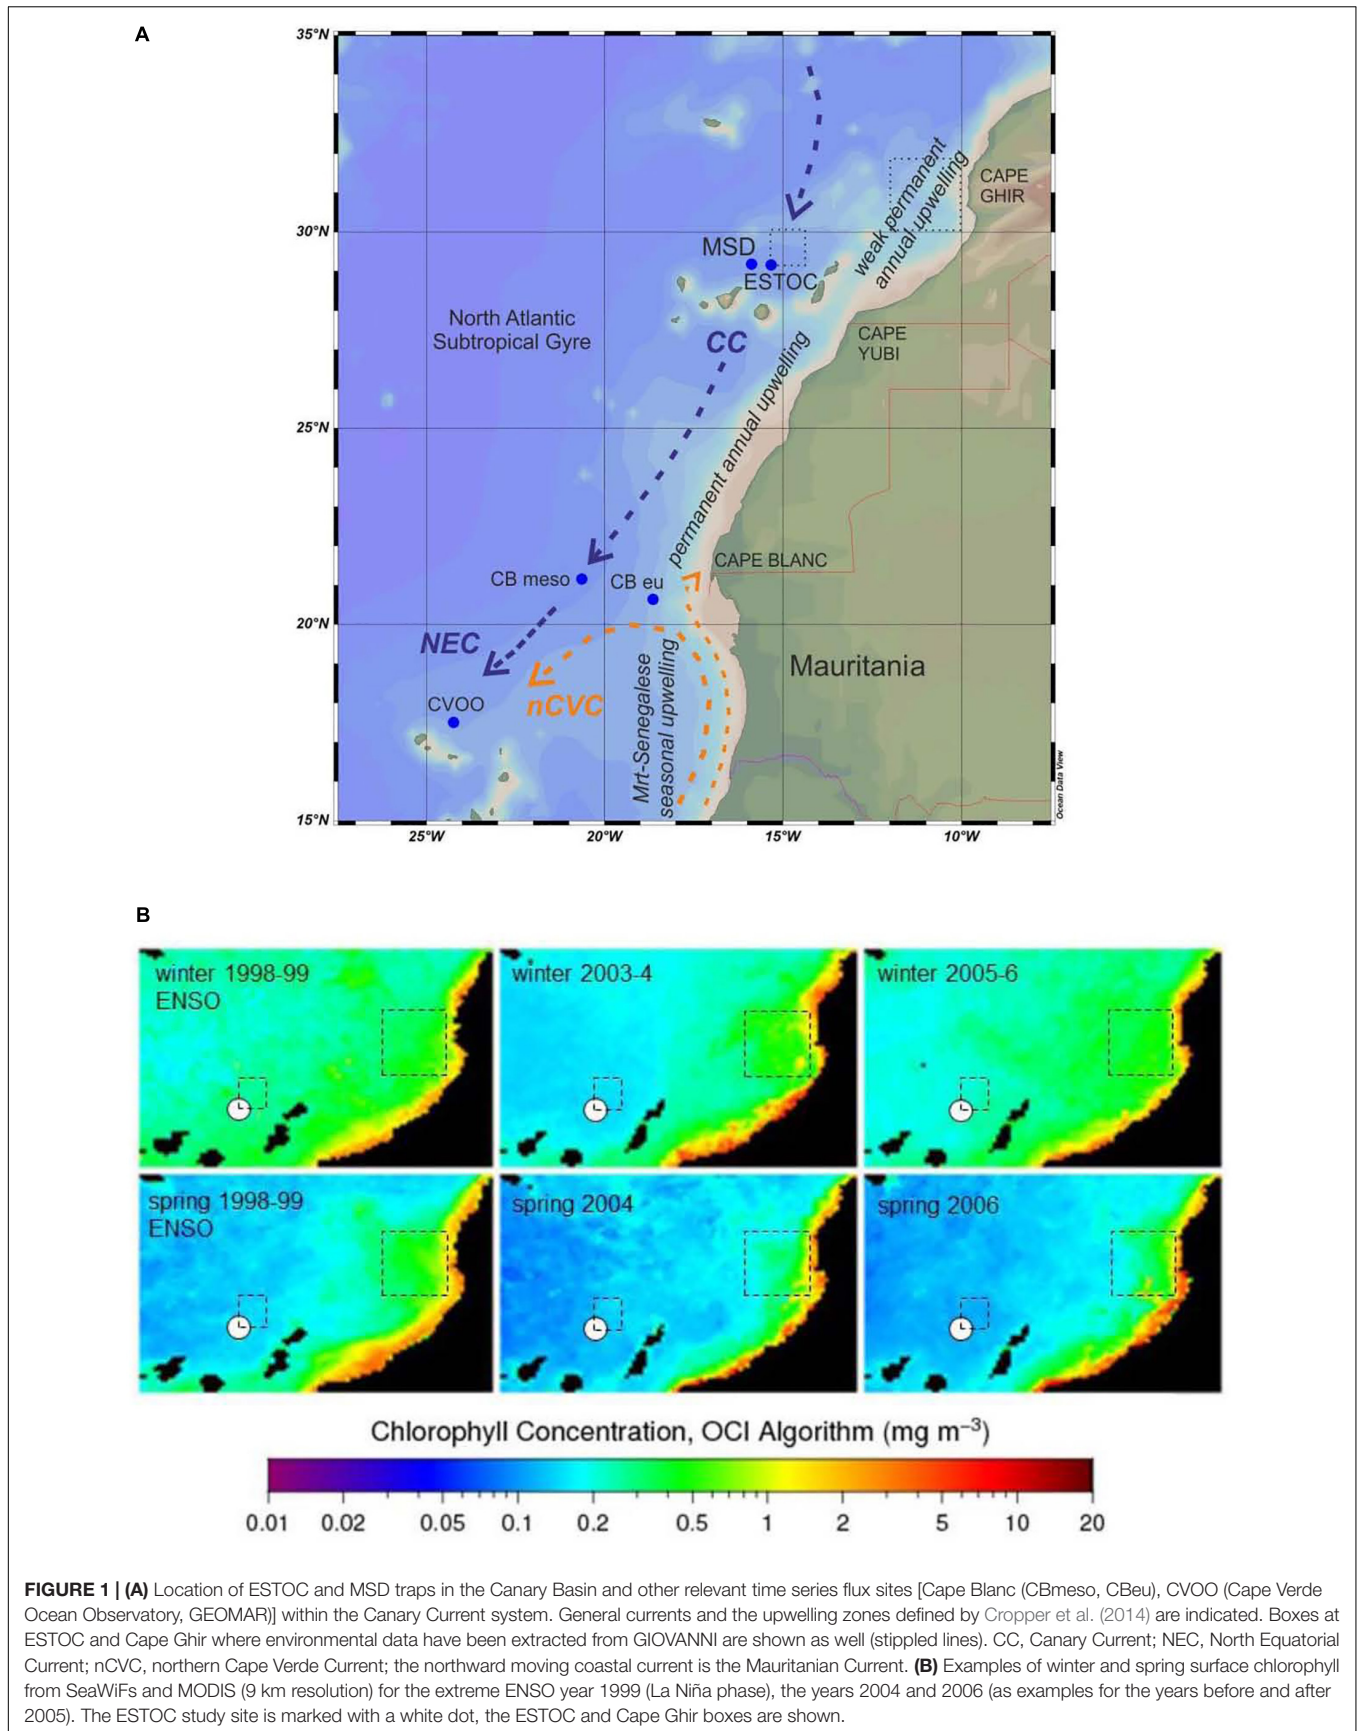 A
35°N
30°N
25°N
20°N
15°N
25°W
20°W
15°W
10°W
CAPE
GHIR
weak permanent
annual upwelling
MSD
ESTOC
North Atlantic
Subtropical Gyre
CC
CAPE
YUBI
permanent annual upwelling
CB meso
CB eu
CAPE BLANC
NEC
nCVC
Mauritania
CVOO
Mrt-Senegalese
seasonal upwelling
Ocean Data View
B
winter 1998-99
ENSO
winter 2003-4
winter 2005-6
spring 1998-99
ENSO
spring 2004
spring 2006
Chlorophyll Concentration, OCI Algorithm (mg m⁻³)
0.01 0.02 0.05 0.1 0.2 0.5 1 2 5 10 20
FIGURE 1 | (A) Location of ESTOC and MSD traps in the Canary Basin and other relevant time series flux sites [Cape Blanc (CBmeso, CBeu), CVOO (Cape Verde
Ocean Observatory, GEOMAR)] within the Canary Current system. General currents and the upwelling zones defined by Cropper et al. (2014) are indicated. Boxes at
ESTOC and Cape Ghir where environmental data have been extracted from GIOVANNI are shown as well (stippled lines). CC, Canary Current; NEC, North Equatorial
Current; nCVC, northern Cape Verde Current; the northward moving coastal current is the Mauritanian Current. (B) Examples of winter and spring surface chlorophyll
from SeaWiFs and MODIS (9 km resolution) for the extreme ENSO year 1999 (La Niña phase), the years 2004 and 2006 (as examples for the years before and after
2005). The ESTOC study site is marked with a white dot, the ESTOC and Cape Ghir boxes are shown.